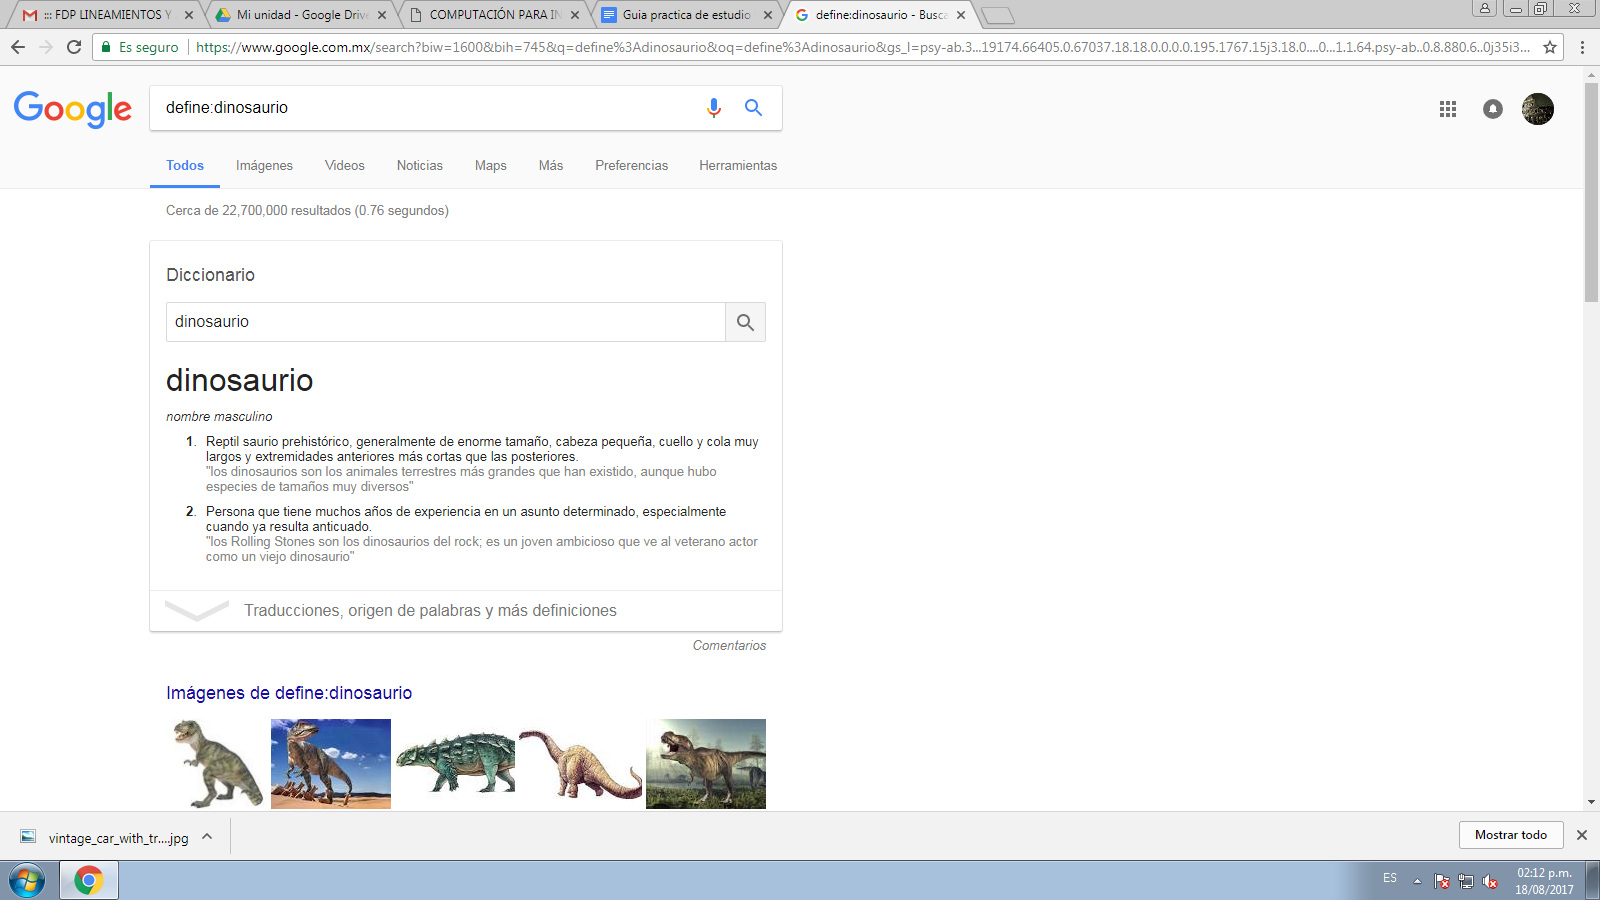 ::: FDP LINEAMIENTOS Y
Mi unidad - Google Drive
COMPUTACIÓN PARA IN
Guia practica de estudio
define:dinosaurio - Busca
Es seguro
https://www.google.com.mx/search?biw=1600&bih=745&q=define%3Adinosaurio&oq=define%3Adinosaurio&gs_l=psy-ab.3...19174.66405.0.67037.18.18.0.0.0.0.195.1767.15j3.18.0....0...1.1.64.psy-ab..0.8.880.6..0j35i3...
Google
define:dinosaurio
Todos
Imágenes
Videos
Noticias
Maps
Más
Preferencias
Herramientas
Cerca de 22,700,000 resultados (0.76 segundos)
Diccionario
dinosaurio
dinosaurio
nombre masculino
1. Reptil saurio prehistórico, generalmente de enorme tamaño, cabeza pequeña, cuello y cola muy
largos y extremidades anteriores más cortas que las posteriores.
"los dinosaurios son los animales terrestres más grandes que han existido, aunque hubo
especies de tamaños muy diversos"
2. Persona que tiene muchos años de experiencia en un asunto determinado, especialmente
cuando ya resulta anticuado.
"los Rolling Stones son los dinosaurios del rock; es un joven ambicioso que ve al veterano actor
como un viejo dinosaurio"
Traducciones, origen de palabras y más definiciones
Comentarios
Imágenes de define:dinosaurio
vintage_car_with_tr....jpg
Mostrar todo
ES
02:12 p.m.
18/08/2017